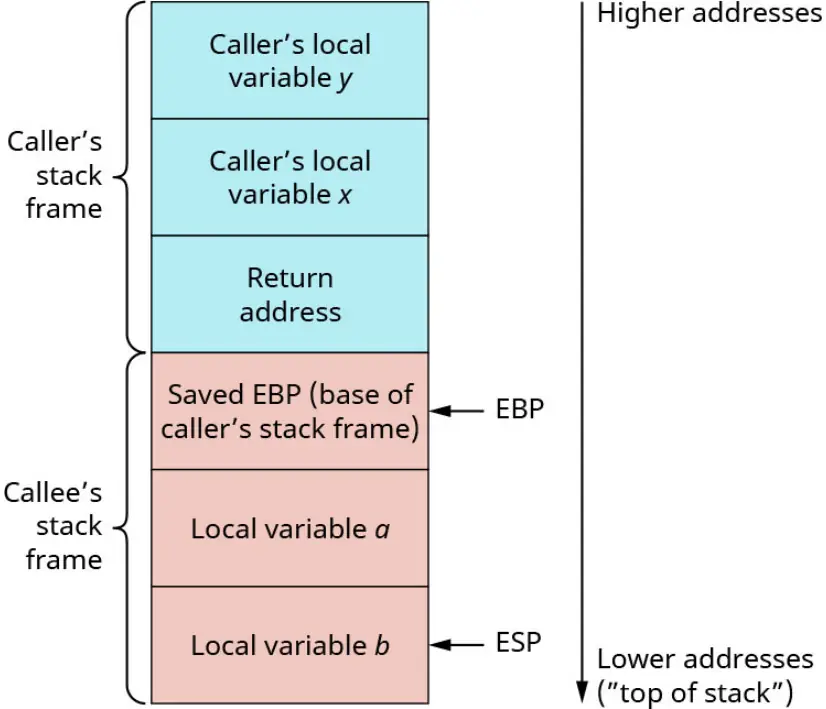 Higher addresses
Caller’s local
variable y
Caller’s
stack
frame
Caller’s local
variable x
Return
address
Saved EBP (base of
caller’s stack frame)
EBP
Callee’s
stack
frame
Local variable a
Local variable b
ESP
Lower addresses
(”top of stack”)